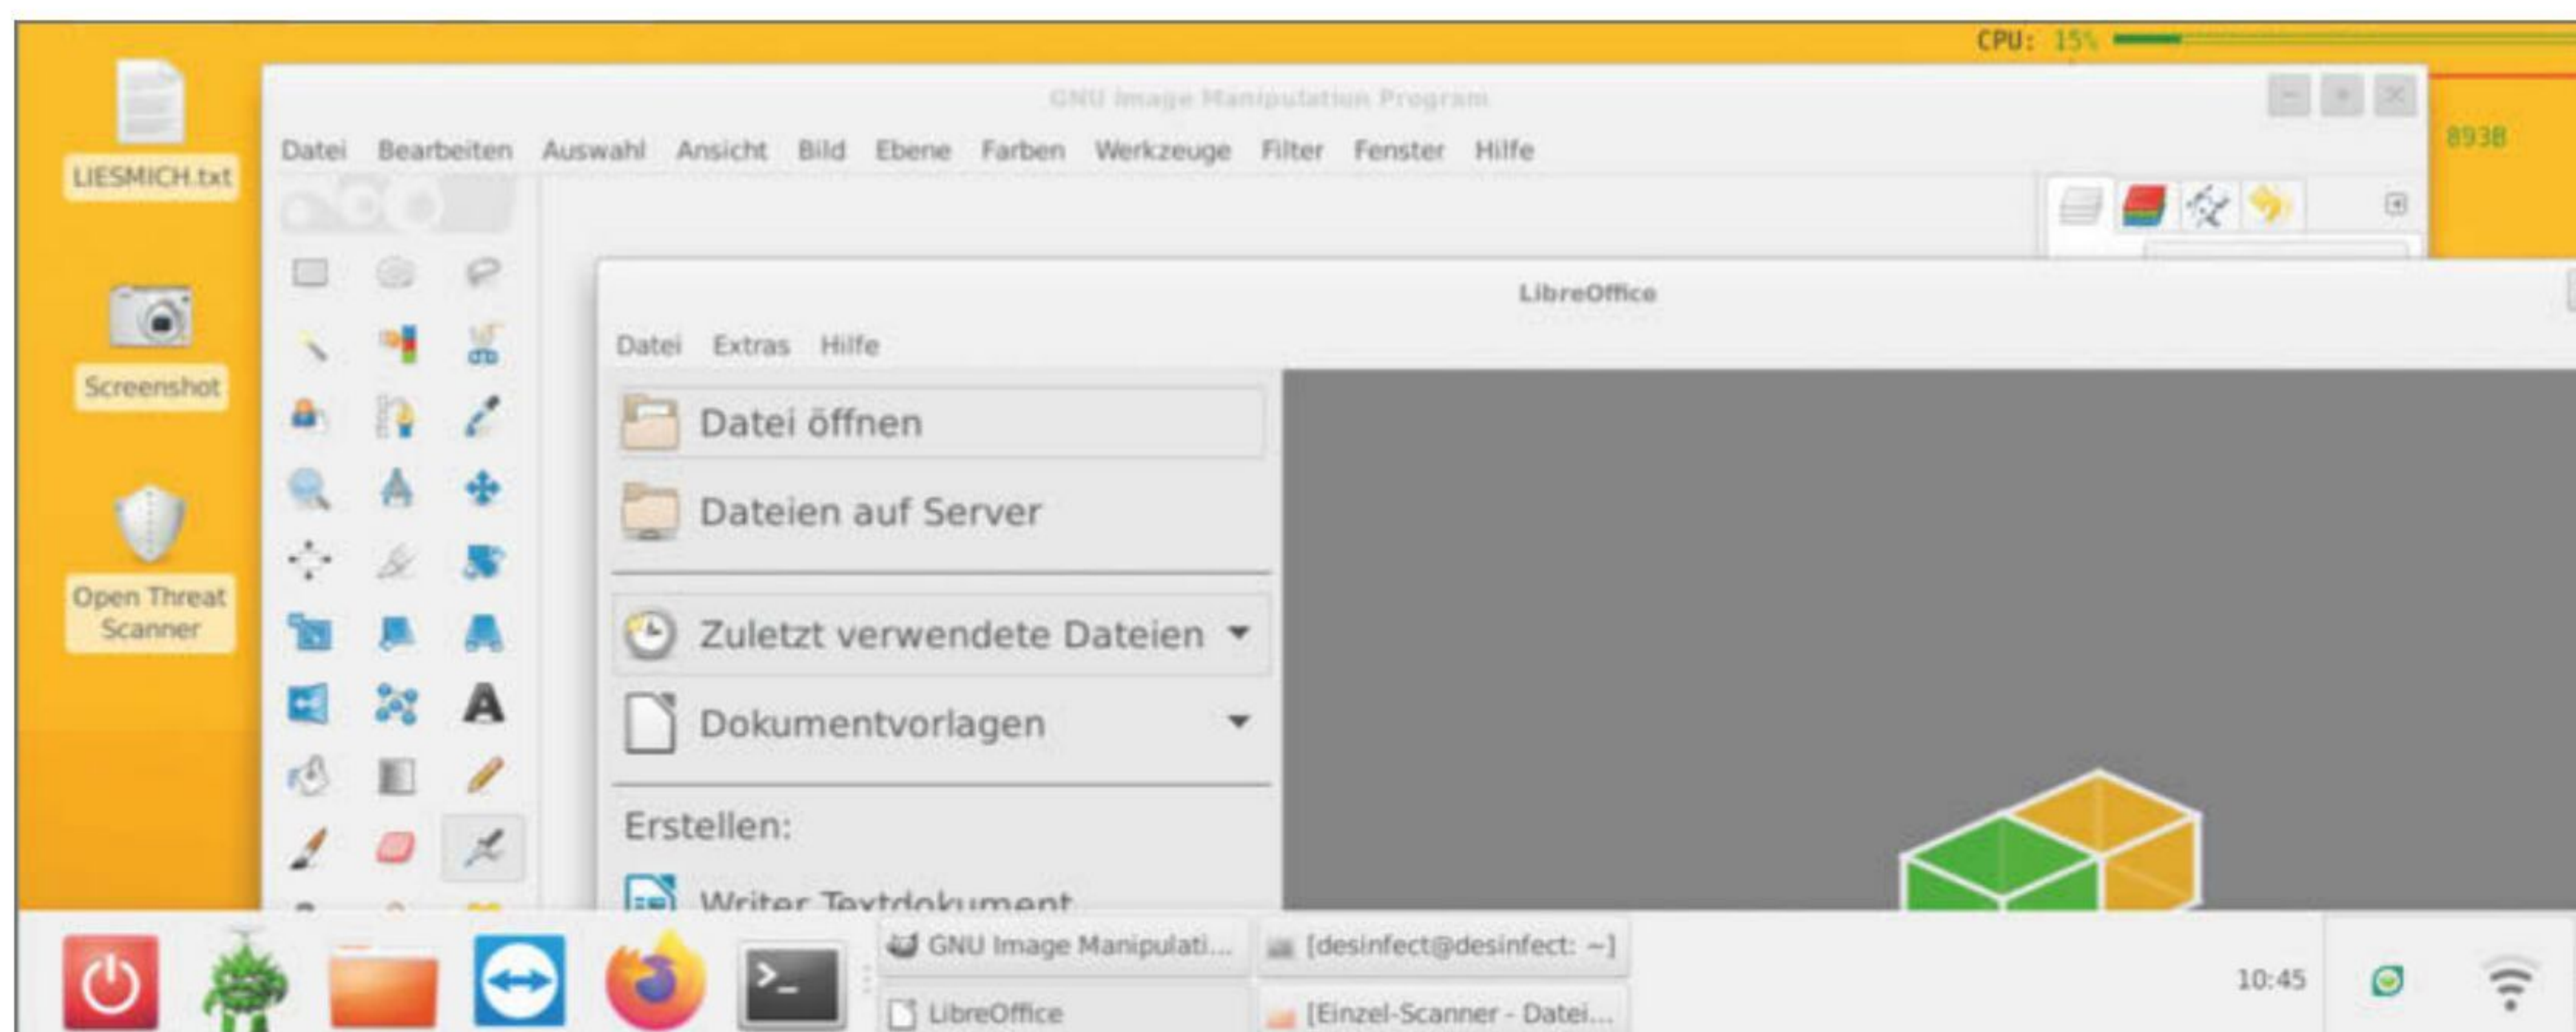 CPU: 15%
GNU Image Manipulation Program
Datei Bearbeiten Auswahl Ansicht Bild Ebene Farben Werkzeuge Filter Fenster Hilfe
893B
LIESMICH.txt
LibreOffice
Datei Extras Hilfe
Screenshot
Datei öffnen
Dateien auf Server
Open Threat
Scanner
Zuletzt verwendete Dateien
Dokumentvorlagen
Erstellen:
Writer Textdokument
GNU Image Manipulati...
[desinfect@desinfect: ~]
10:45
LibreOffice
[Einzel-Scanner - Datei...